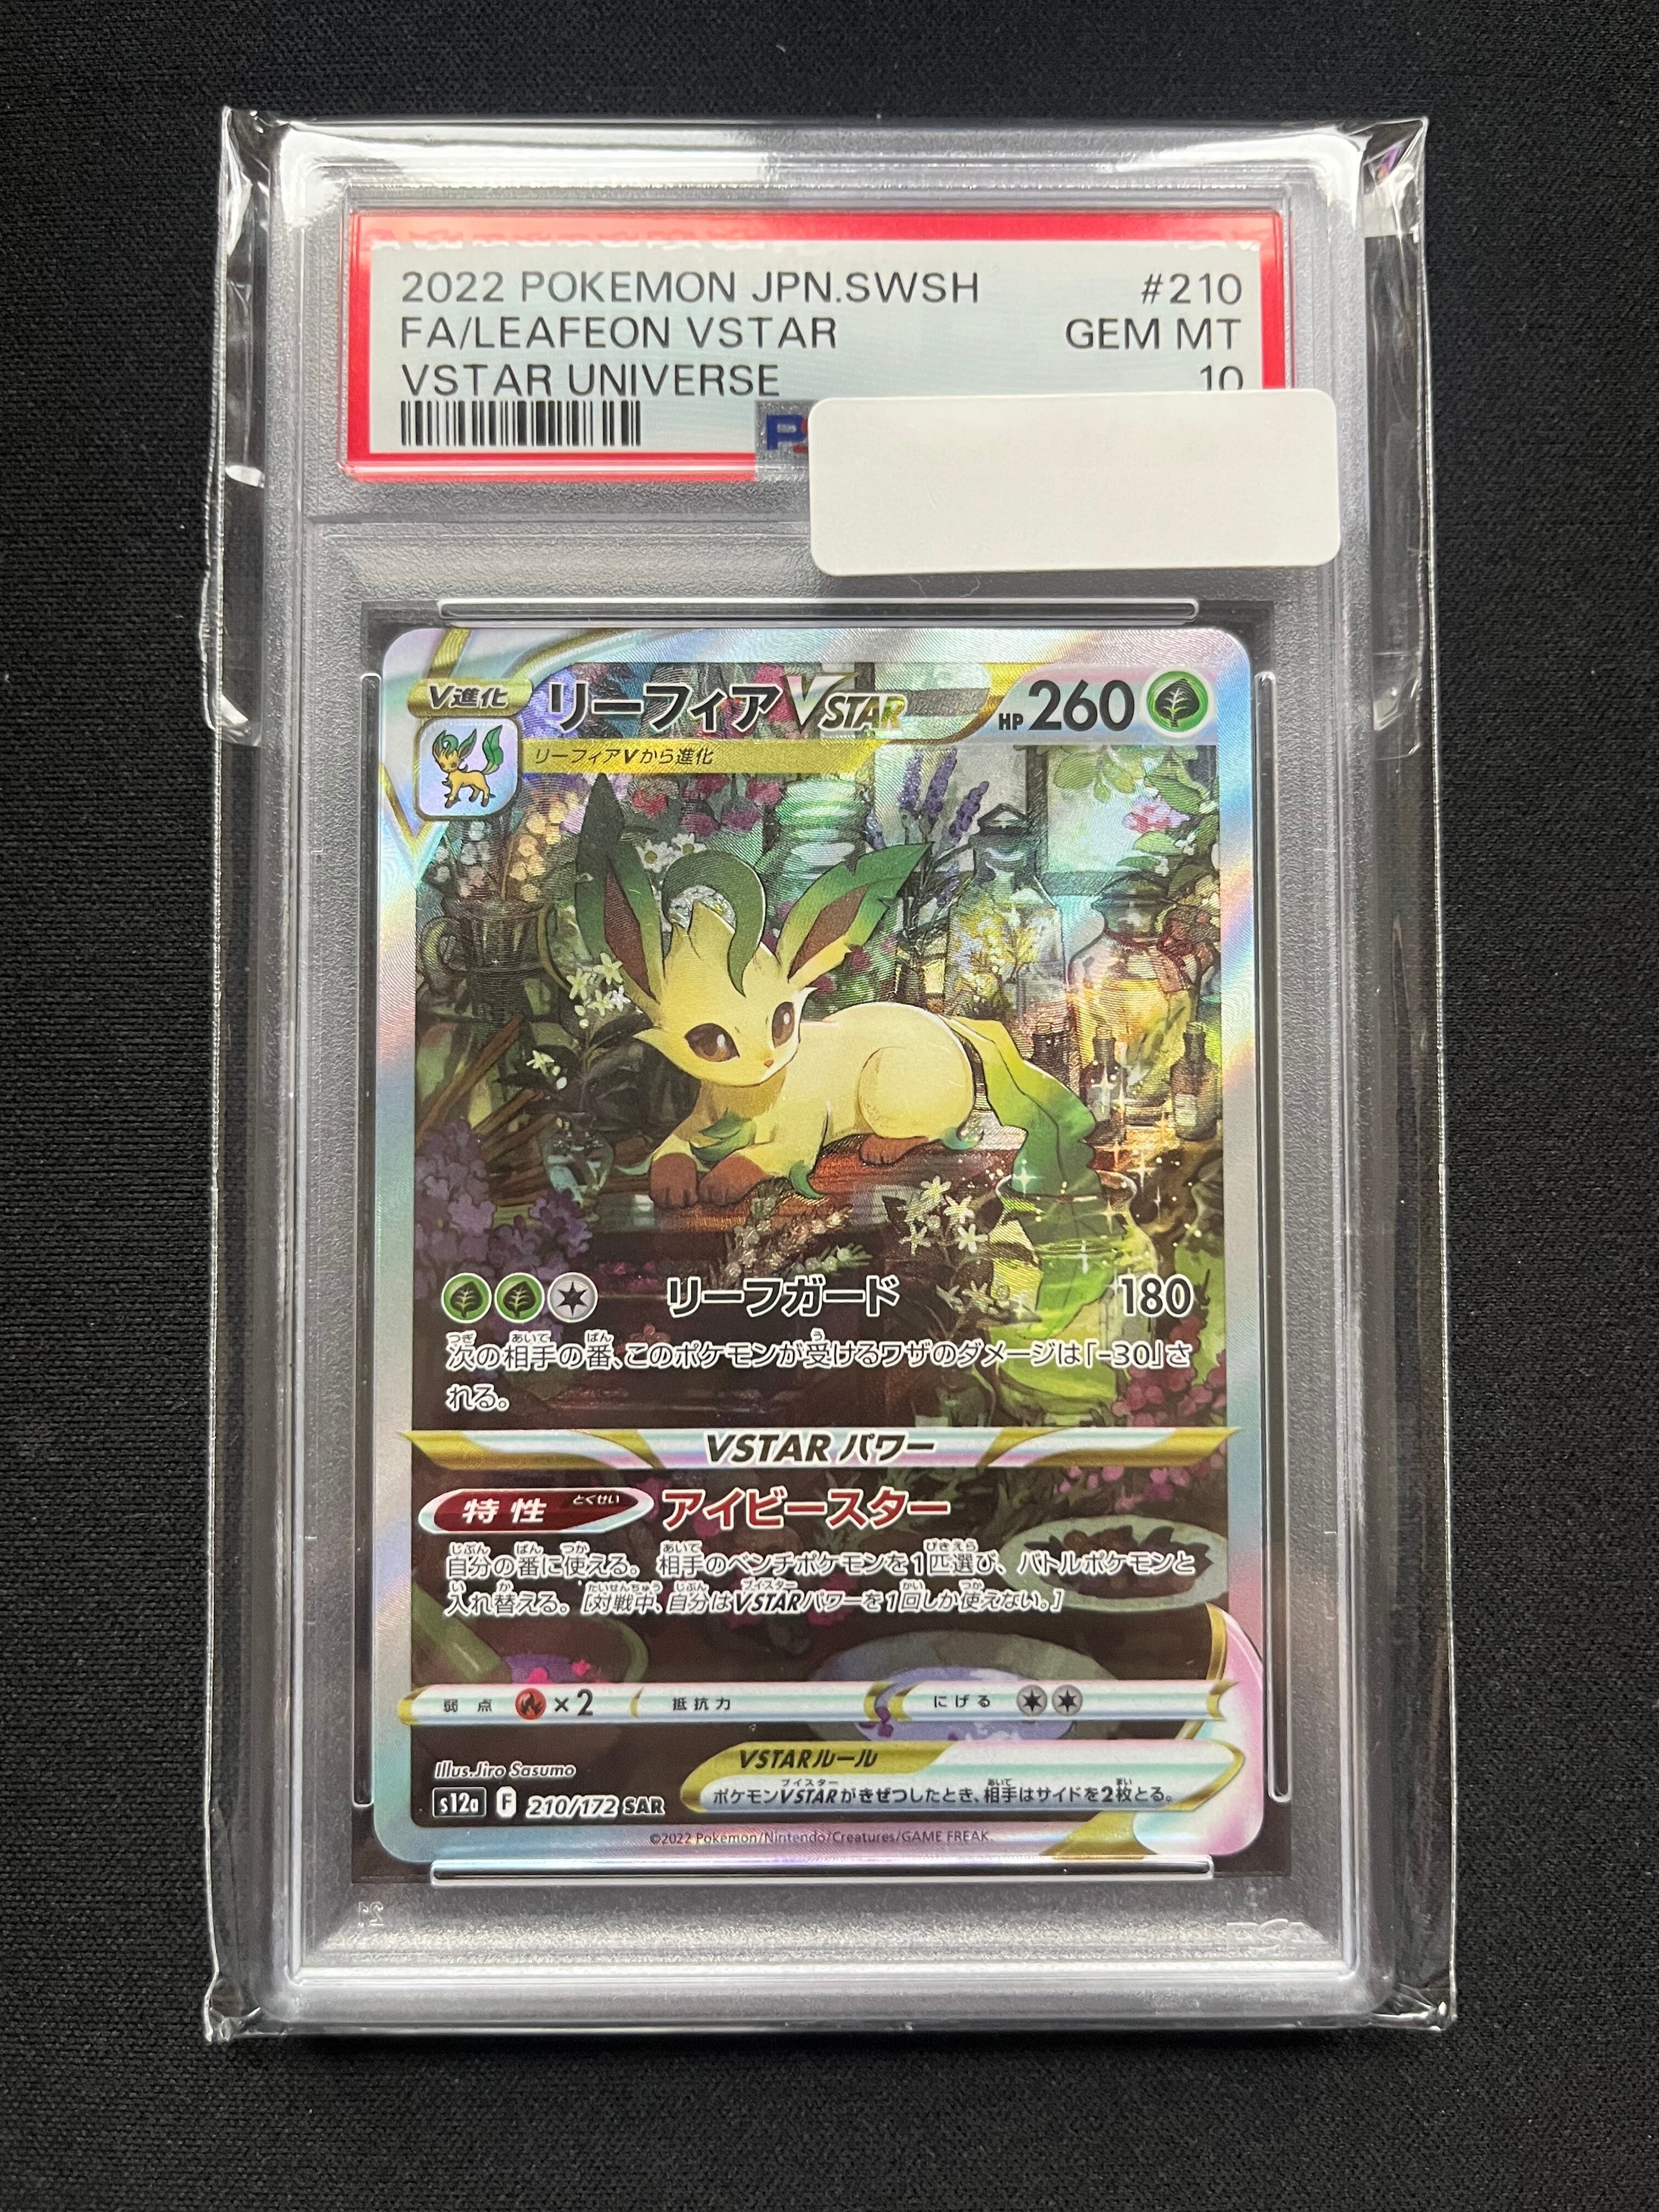 2022 POKEMON JPN.SWSH #210
FA/LEAFEON VSTAR GEM MT
VSTAR UNIVERSE 10
V進化 リーフィアVSTAR HP 260
リーフィアVから進化
リーフガード 180
次の相手の番、このポケモンが受けるワザのダメージは「-30」さ
れる。
VSTARパワー
特性 アイビースター
自分の番に使える。相手のベンチポケモンを1匹選び、バトルポケモンと
入れ替える。[対戦中、自分はVSTARパワーを1回しか使えない。]
弱点 ×2 抵抗力 にげる
VSTARルール
ポケモンVSTARがきぜつしたとき、相手はサイドを2枚とる。
Illus.Jiro Sasumo
s12a F 210/172 SAR
©2022 Pokémon/Nintendo/Creatures/GAME FREAK.